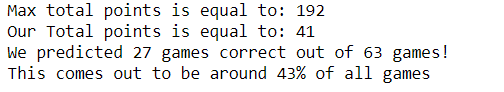 Max total points is equal to: 192
Our Total points is equal to: 41
We predicted 27 games correct out of 63 games!
This comes out to be around 43% of all games